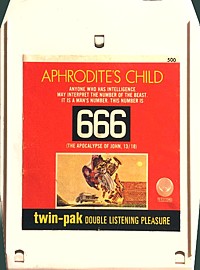 500
APHRODITE'S CHILD
ANYONE WHO HAS INTELLIGENCE
MAY INTERPRET THE NUMBER OF THE BEAST.
IT IS A MAN'S NUMBER. THIS NUMBER IS
666
(THE APOCALYPSE OF JOHN, 13/18)
twin-pak DOUBLE LISTENING PLEASURE